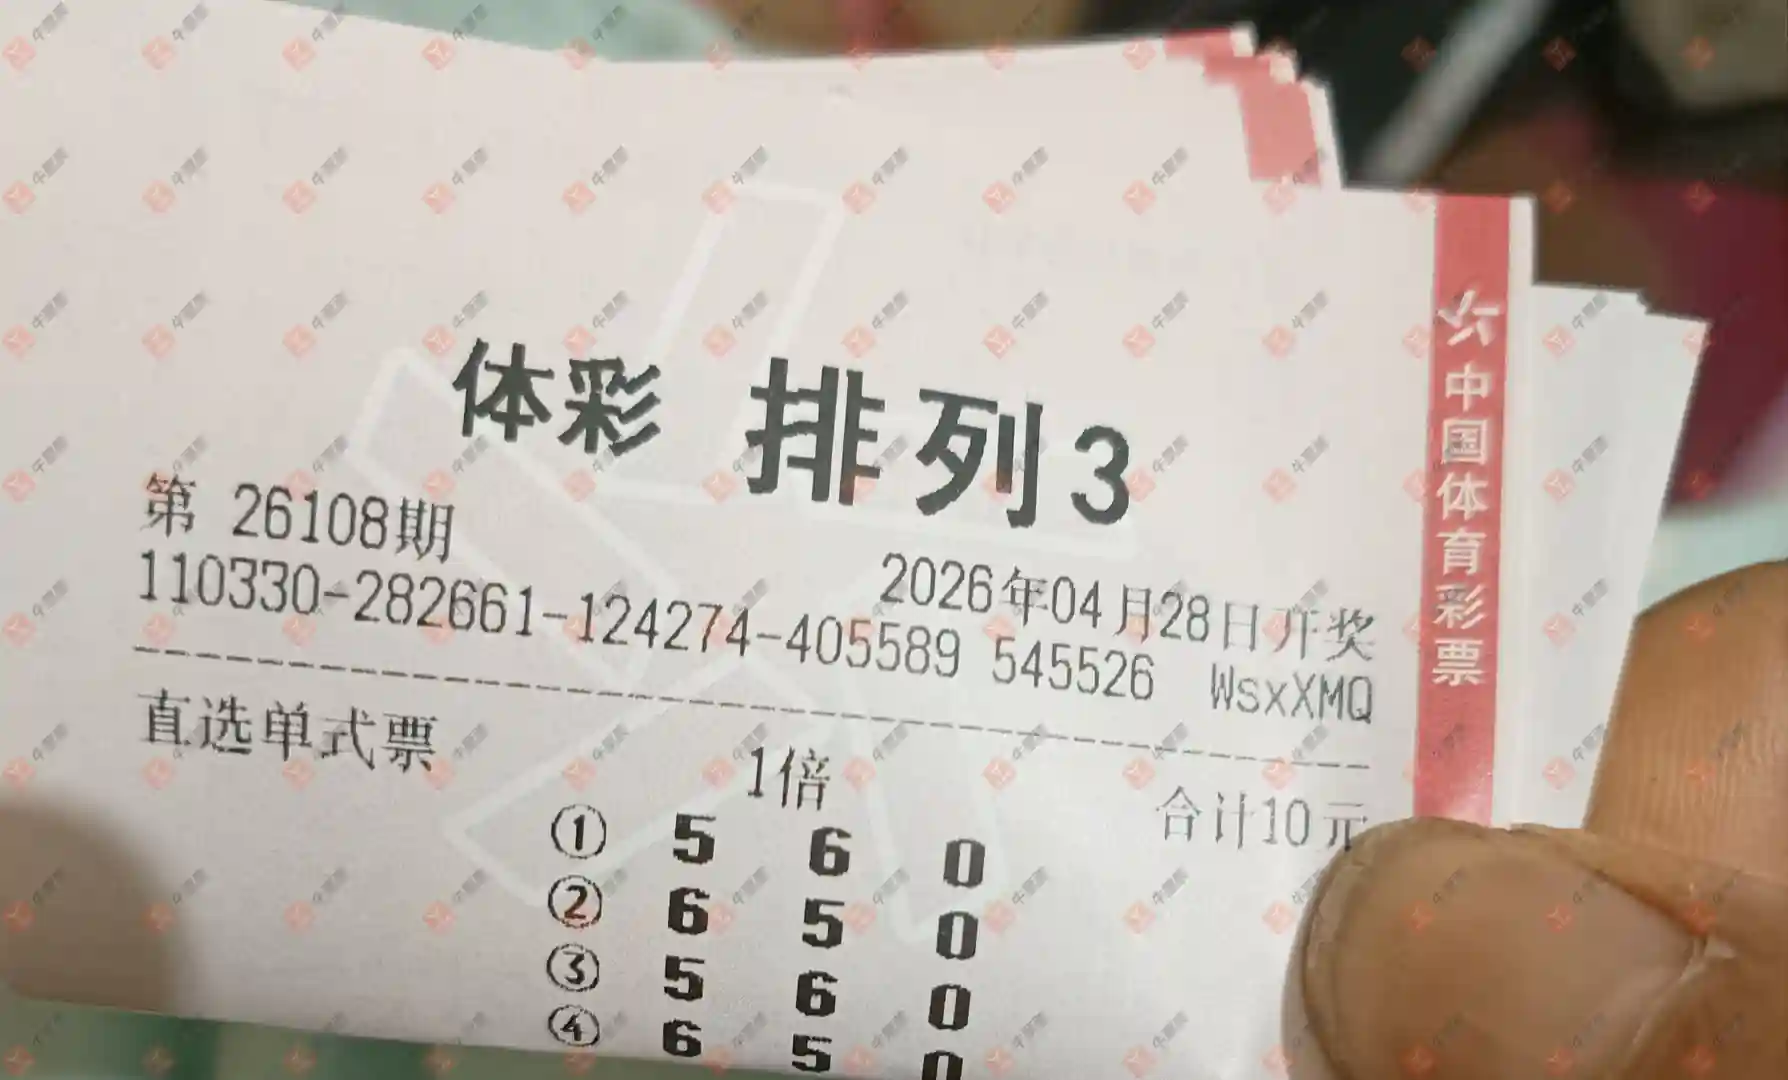 体彩 排列3
第 26108期
2026年04月28日开奖
110330-282661-124274-405589 545526 WsxXMQ
直选单式票 1倍 合计10元
① 5 6 0
② 6 5 0
③ 5 6 0
④ 6 5 0
中国体育彩票